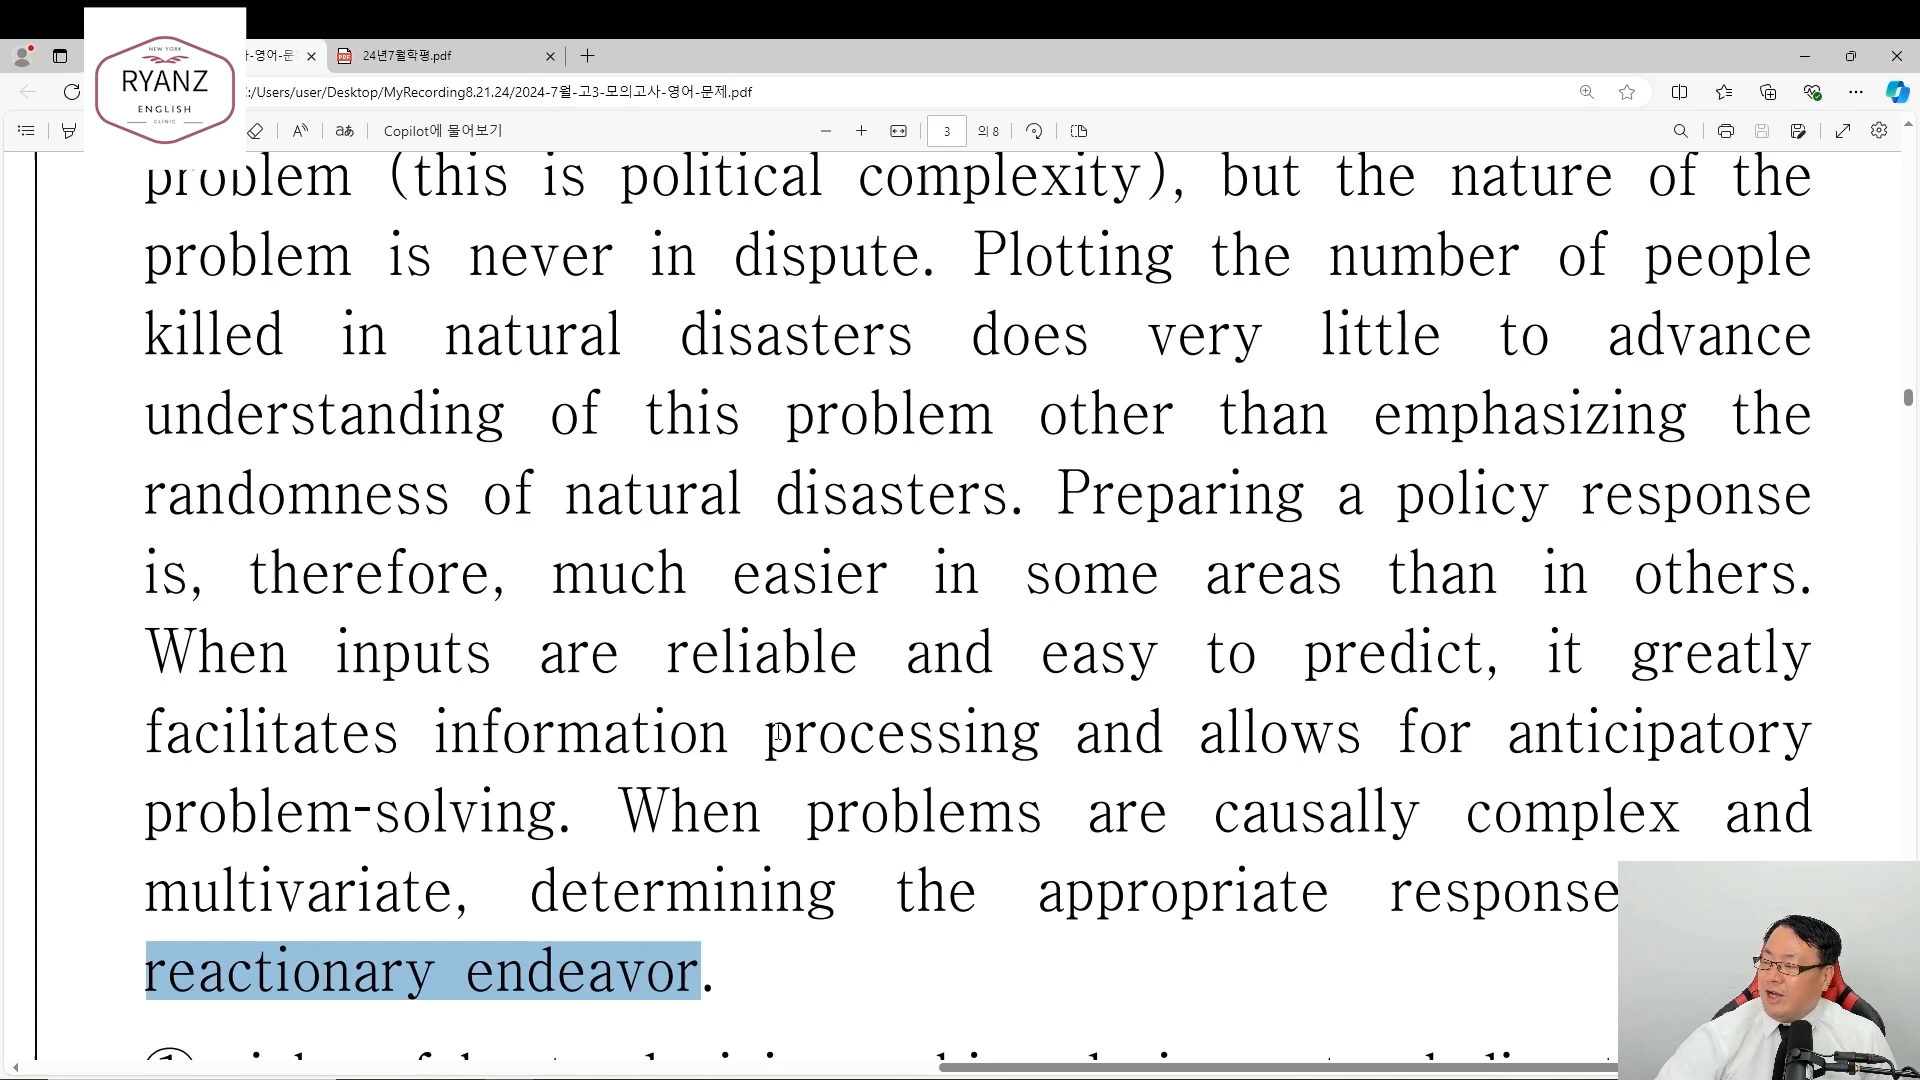 NEW YORK
RYANZ
ENGLISH
CLINIC
-영어-문
24년7월학평.pdf
:/Users/user/Desktop/MyRecording8.21.24/2024-7월-고3-모의고사-영어-문제.pdf
Copilot에 물어보기
3 의 8
problem (this is political complexity), but the nature of the
problem is never in dispute. Plotting the number of people
killed in natural disasters does very little to advance
understanding of this problem other than emphasizing the
randomness of natural disasters. Preparing a policy response
is, therefore, much easier in some areas than in others.
When inputs are reliable and easy to predict, it greatly
facilitates information processing and allows for anticipatory
problem-solving. When problems are causally complex and
multivariate, determining the appropriate response
reactionary endeavor.